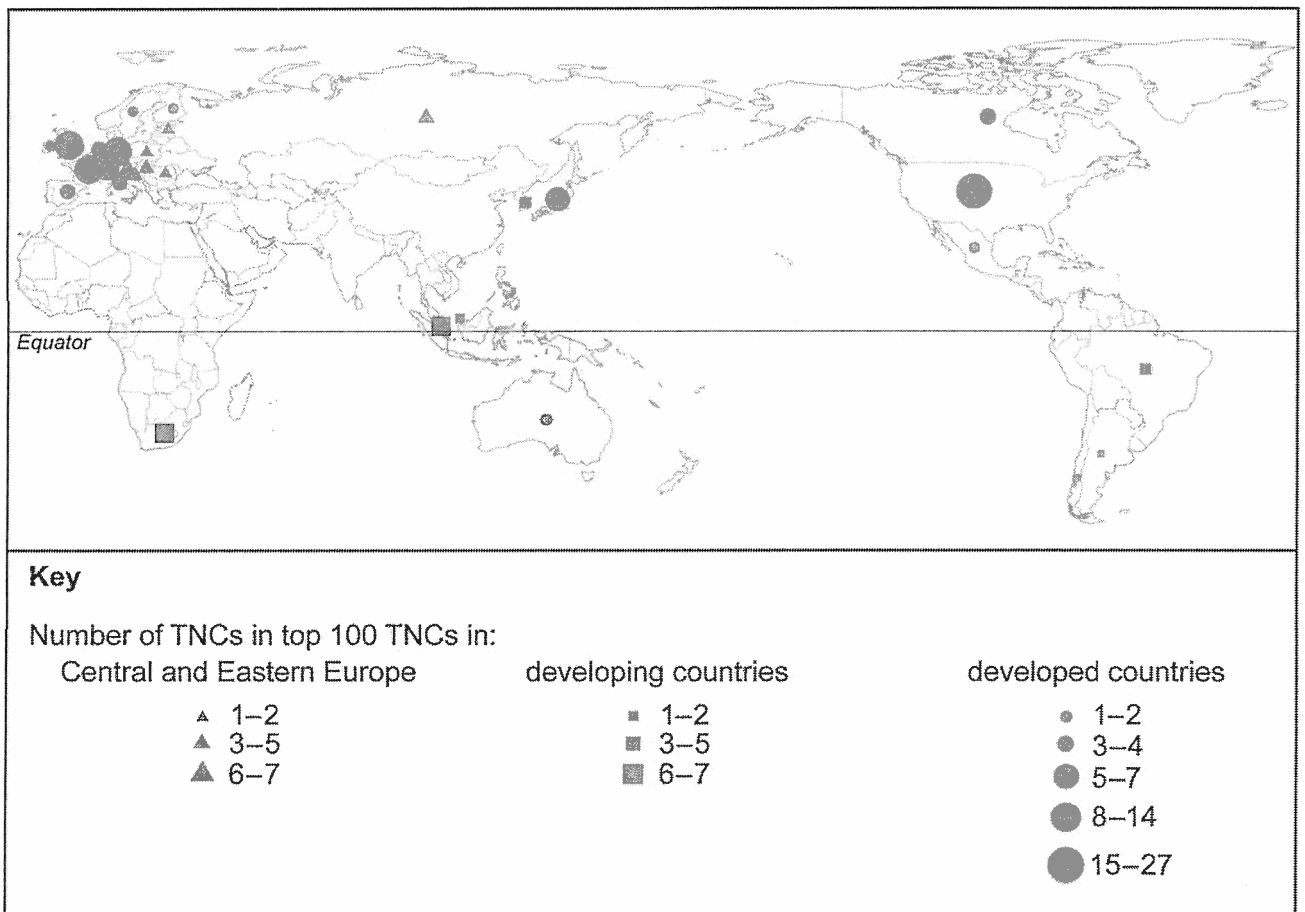 Equator
Key
Number of TNCs in top 100 TNCs in:
Central and Eastern Europe
1–2
3–5
6–7
developing countries
1–2
3–5
6–7
developed countries
1–2
3–4
5–7
8–14
15–27